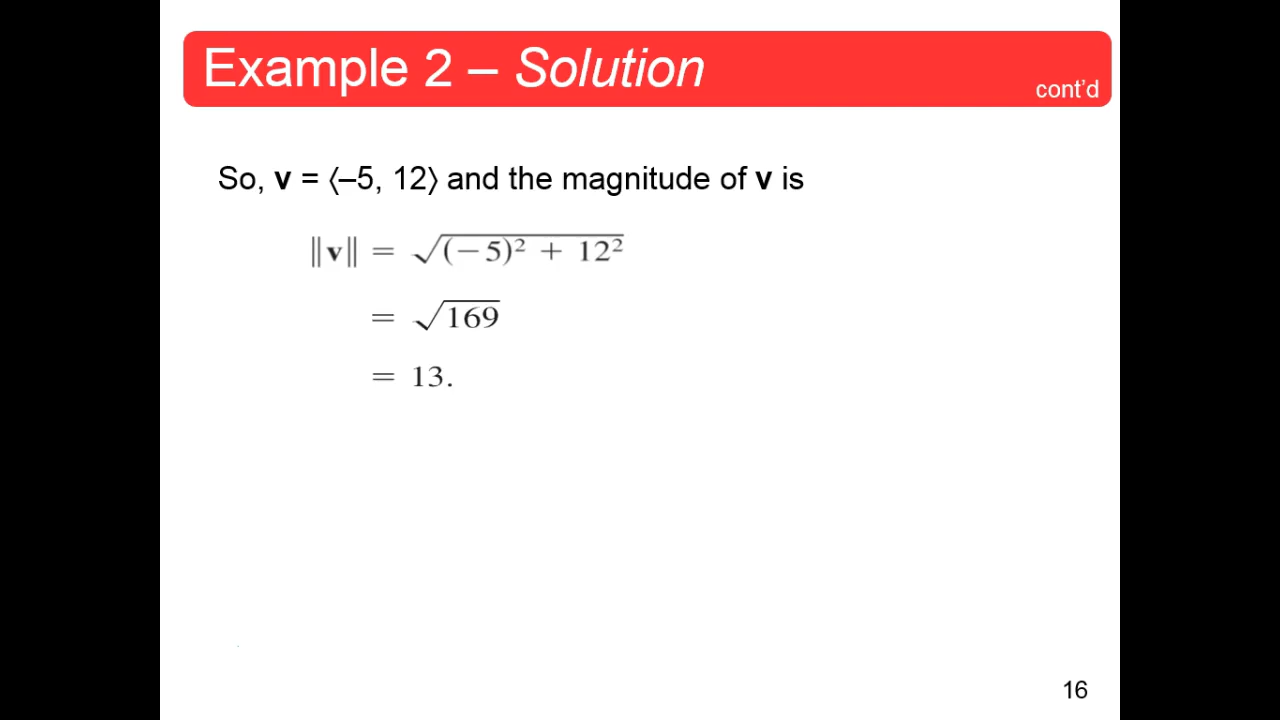 Example 2 – Solution
cont'd
So, v = ⟨–5, 12⟩ and the magnitude of v is
‖v‖ = √(−5)² + 12²
= √169
= 13.
16